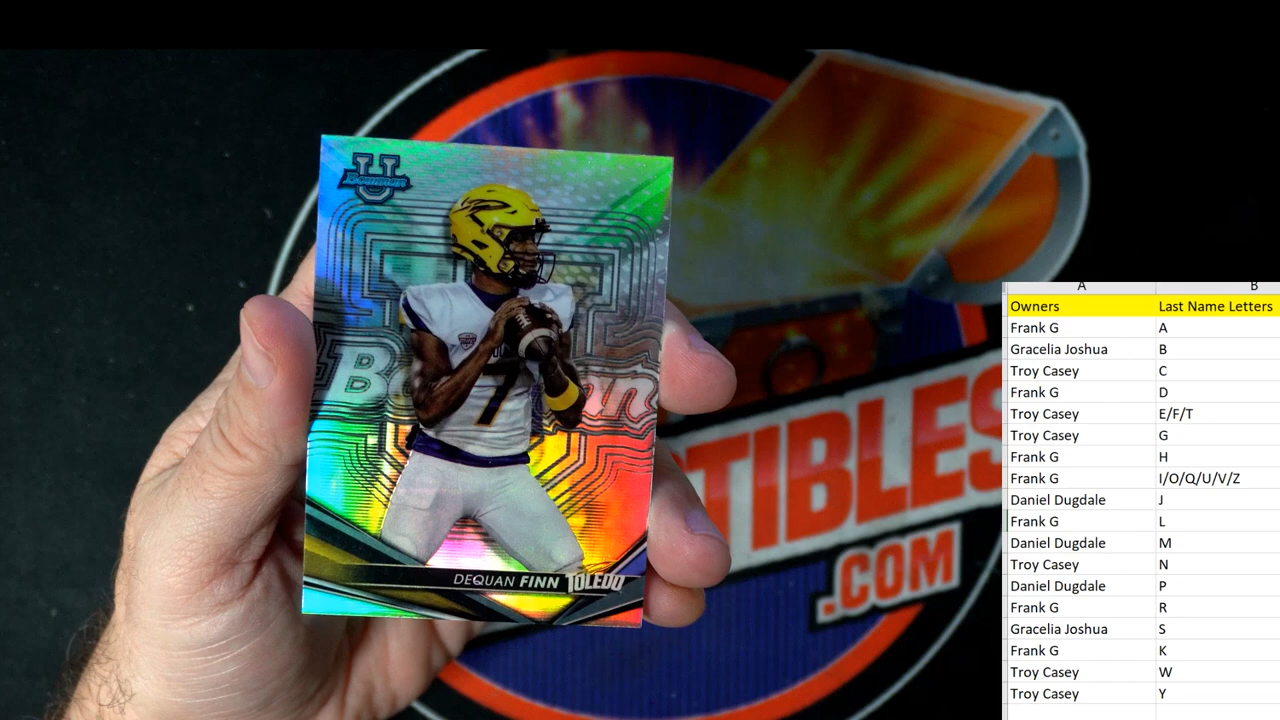 U
Bowman
7
DEQUAN FINN TOLEDO
TIBLES
.COM
A B
Owners Last Name Letters
Frank G A
Gracelia Joshua B
Troy Casey C
Frank G D
Troy Casey E/F/T
Troy Casey G
Frank G H
Frank G I/O/Q/U/V/Z
Daniel Dugdale J
Frank G L
Daniel Dugdale M
Troy Casey N
Daniel Dugdale P
Frank G R
Gracelia Joshua S
Frank G K
Troy Casey W
Troy Casey Y